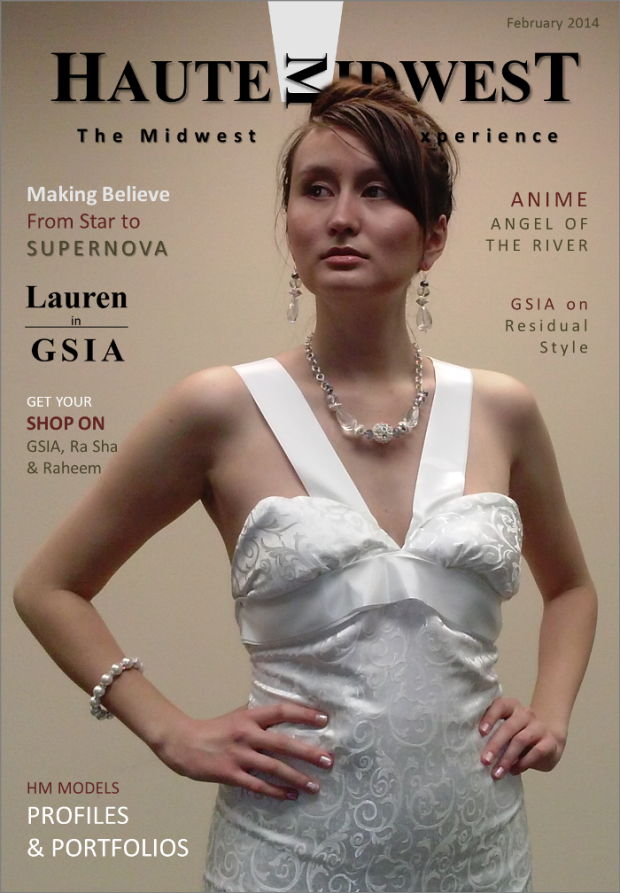 February 2014
HAUTE MIDWEST
The Midwest xperience
Making Believe
From Star to
SUPERNOVA
Lauren
in
GSIA
GET YOUR
SHOP ON
GSIA, Ra Sha
& Raheem
ANIME
ANGEL OF
THE RIVER
GSIA on
Residual
Style
HM MODELS
PROFILES
& PORTFOLIOS